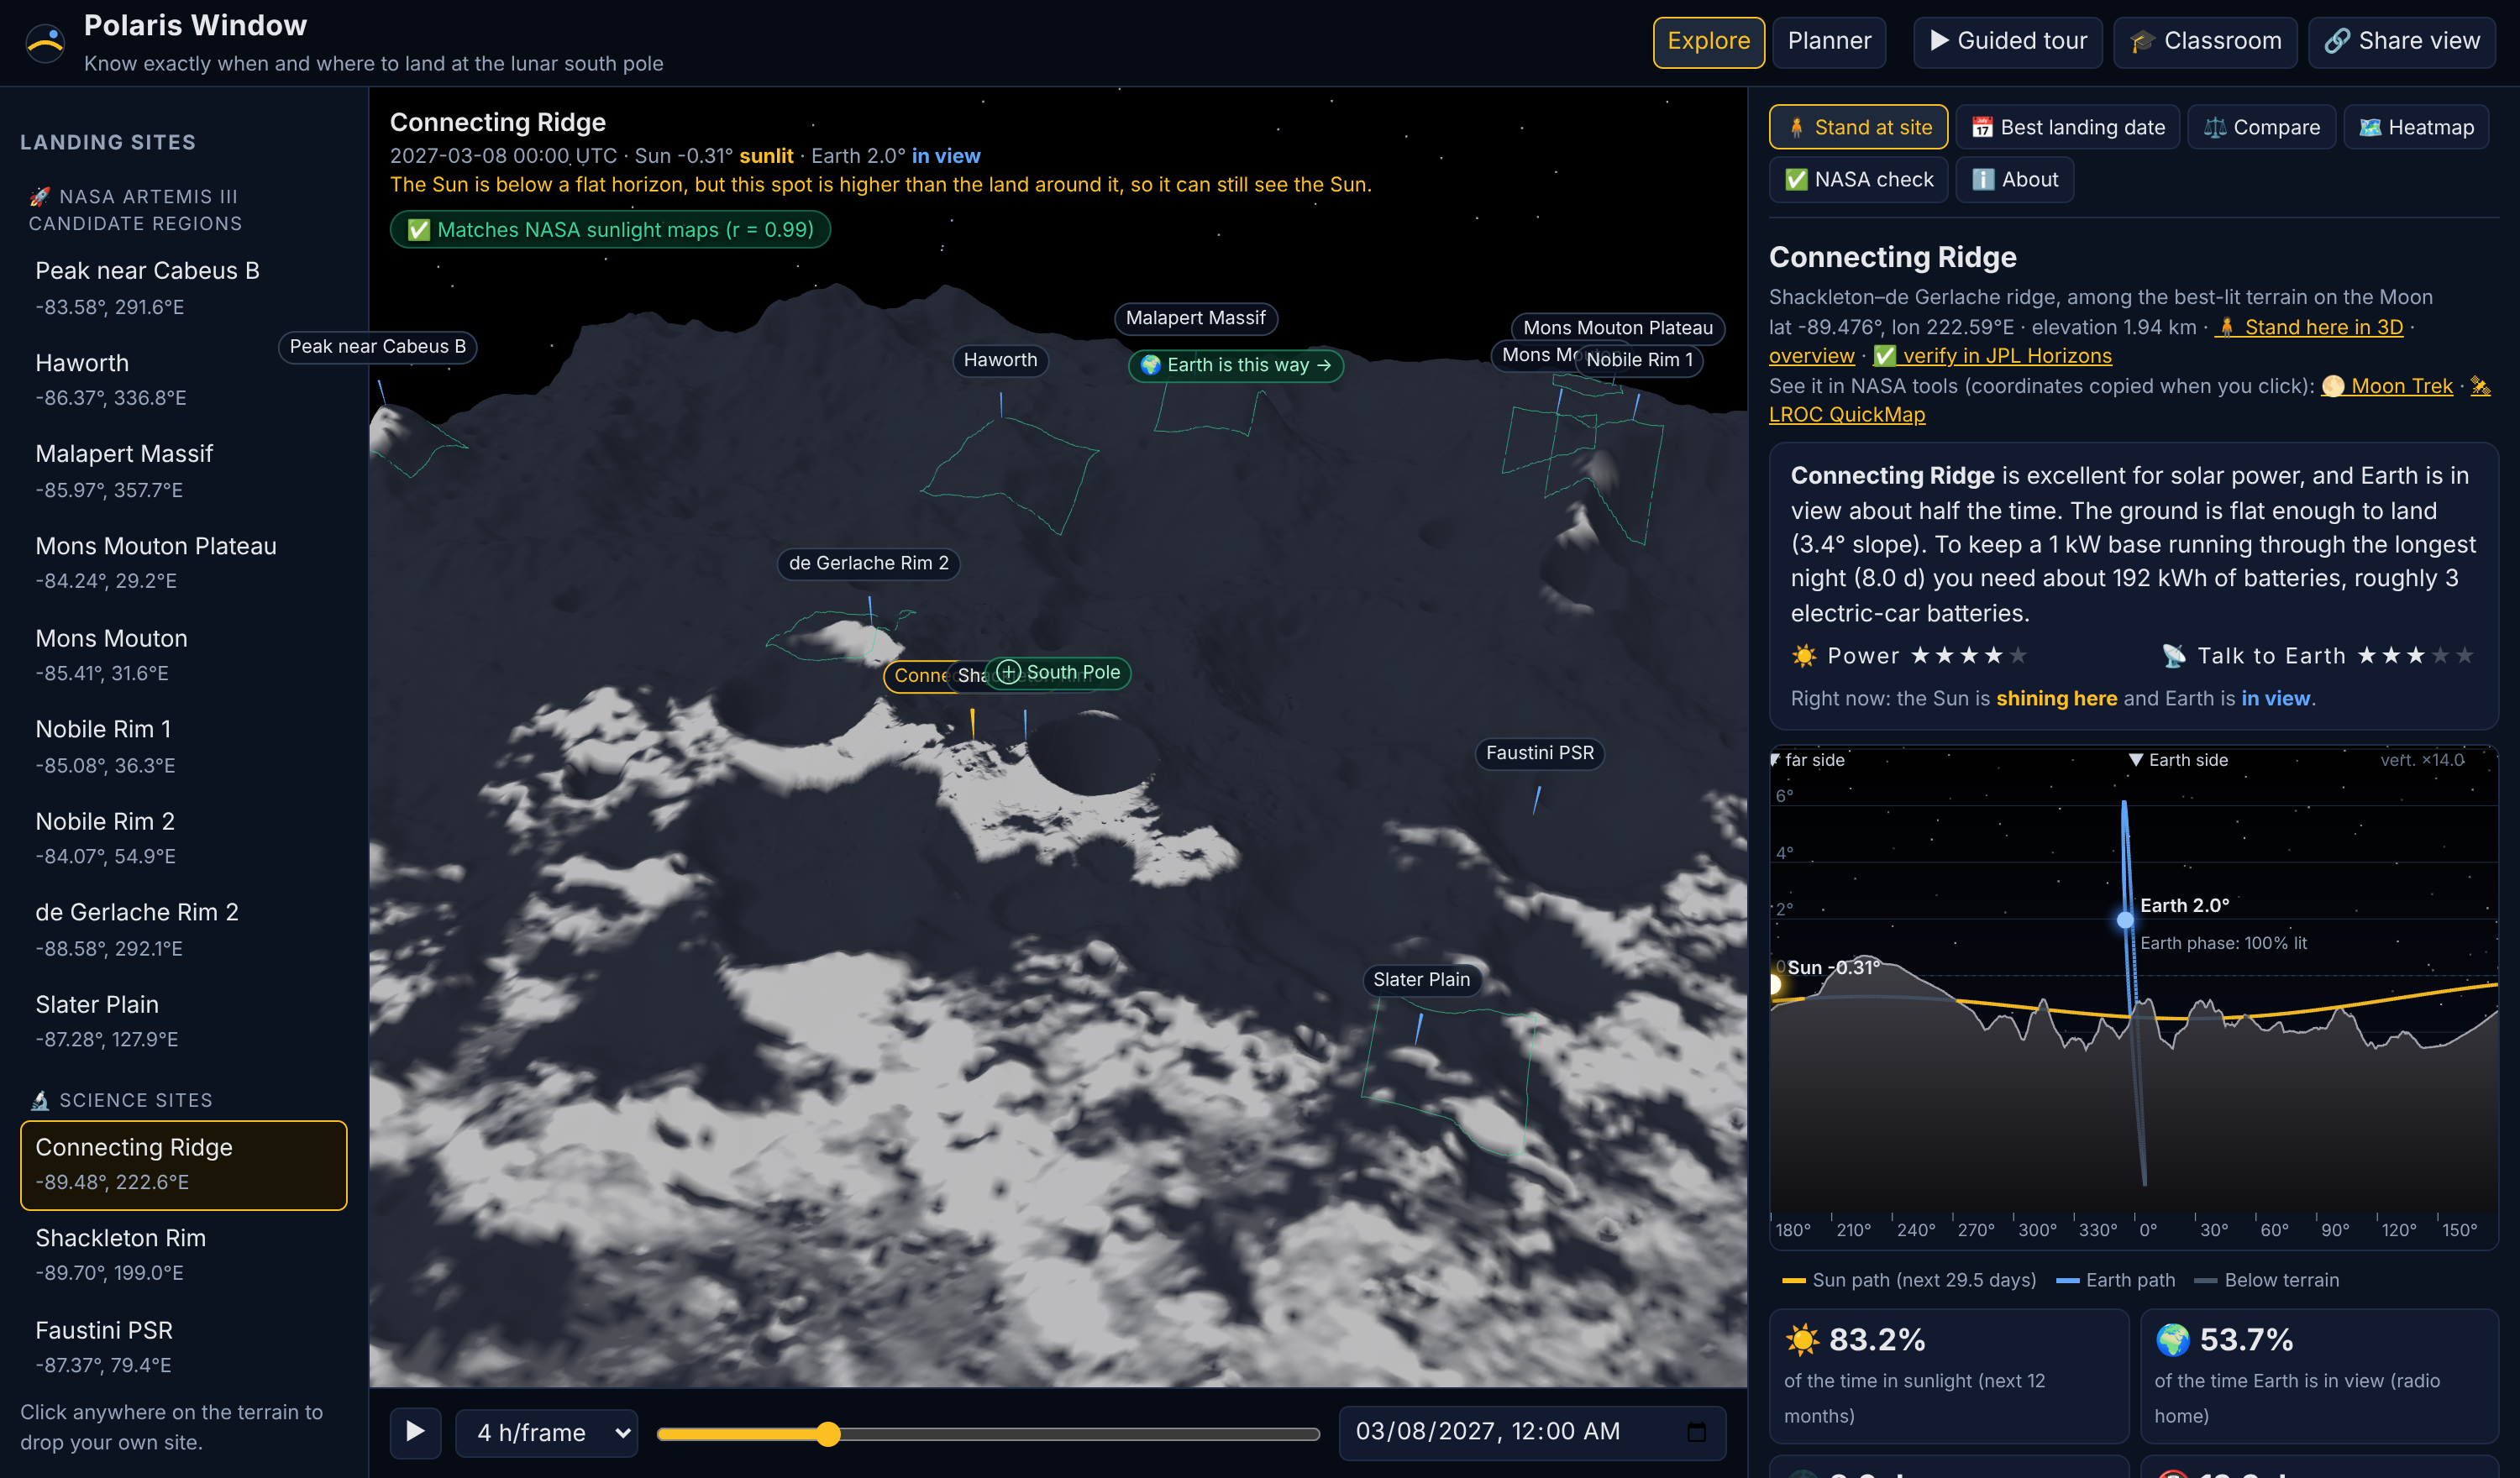 Polaris Window
Know exactly when and where to land at the lunar south pole
Explore
Planner
▶ Guided tour
🎓 Classroom
🔗 Share view
LANDING SITES
🚀 NASA ARTEMIS III
CANDIDATE REGIONS
Peak near Cabeus B
-83.58°, 291.6°E
Haworth
-86.37°, 336.8°E
Malapert Massif
-85.97°, 357.7°E
Mons Mouton Plateau
-84.24°, 29.2°E
Mons Mouton
-85.41°, 31.6°E
Nobile Rim 1
-85.08°, 36.3°E
Nobile Rim 2
-84.07°, 54.9°E
de Gerlache Rim 2
-88.58°, 292.1°E
Slater Plain
-87.28°, 127.9°E
🔬 SCIENCE SITES
Connecting Ridge
-89.48°, 222.6°E
Shackleton Rim
-89.70°, 199.0°E
Faustini PSR
-87.37°, 79.4°E
Click anywhere on the terrain to
drop your own site.
Connecting Ridge
2027-03-08 00:00 UTC · Sun -0.31° sunlit · Earth 2.0° in view
The Sun is below a flat horizon, but this spot is higher than the land around it, so it can still see the Sun.
✅ Matches NASA sunlight maps (r = 0.99)
Malapert Massif
Mons Mouton Plateau
Peak near Cabeus B
Haworth
🌍 Earth is this way →
Mons Mo
Nobile Rim 1
de Gerlache Rim 2
Conne
Sha
South Pole
Faustini PSR
Slater Plain
▶
4 h/frame
03/08/2027, 12:00 AM
🧍 Stand at site
📅 Best landing date
⚖️ Compare
🗺️ Heatmap
✅ NASA check
ℹ️ About
Connecting Ridge
Shackleton–de Gerlache ridge, among the best-lit terrain on the Moon
lat -89.476°, lon 222.59°E · elevation 1.94 km · 🧍 Stand here in 3D ·
overview · ✅ verify in JPL Horizons
See it in NASA tools (coordinates copied when you click): 🌕 Moon Trek · 🛰️
LROC QuickMap
Connecting Ridge is excellent for solar power, and Earth is in
view about half the time. The ground is flat enough to land
(3.4° slope). To keep a 1 kW base running through the longest
night (8.0 d) you need about 192 kWh of batteries, roughly 3
electric-car batteries.
☀️ Power ★★★★★
📡 Talk to Earth ★★★★★
Right now: the Sun is shining here and Earth is in view.
▼ far side
▼ Earth side
vert. ×14.0
6°
4°
2°
Earth 2.0°
Earth phase: 100% lit
0°
Sun -0.31°
180° 210° 240° 270° 300° 330° 0° 30° 60° 90° 120° 150°
Sun path (next 29.5 days)
Earth path
Below terrain
☀️ 83.2%
of the time in sunlight (next 12
months)
🌍 53.7%
of the time Earth is in view (radio
home)